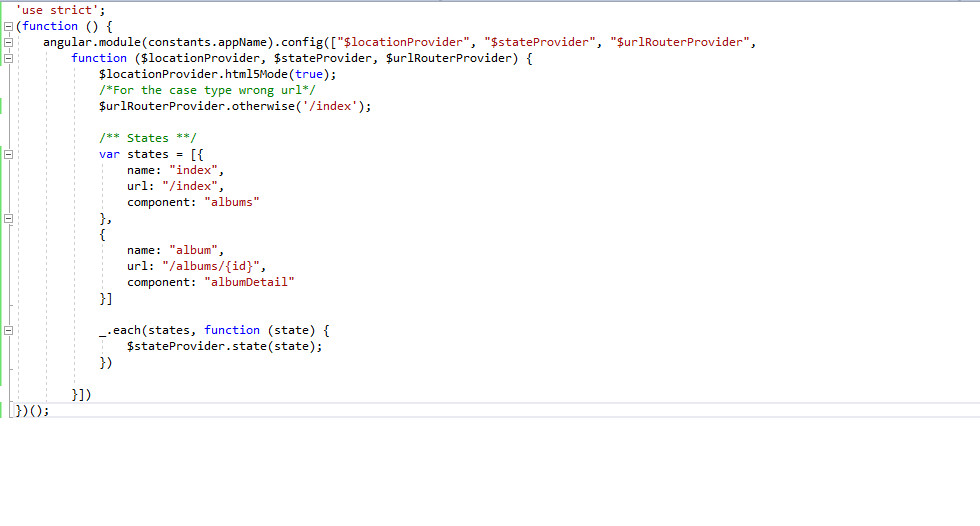 'use strict';
(function () {
    angular.module(constants.appName).config(["$locationProvider", "$stateProvider", "$urlRouterProvider",
        function ($locationProvider, $stateProvider, $urlRouterProvider) {
            $locationProvider.html5Mode(true);
            /*For the case type wrong url*/
            $urlRouterProvider.otherwise('/index');

            /** States **/
            var states = [{
                name: "index",
                url: "/index",
                component: "albums"
            },
            {
                name: "album",
                url: "/albums/{id}",
                component: "albumDetail"
            }]

            _.each(states, function (state) {
                $stateProvider.state(state);
            })

        }])
})();